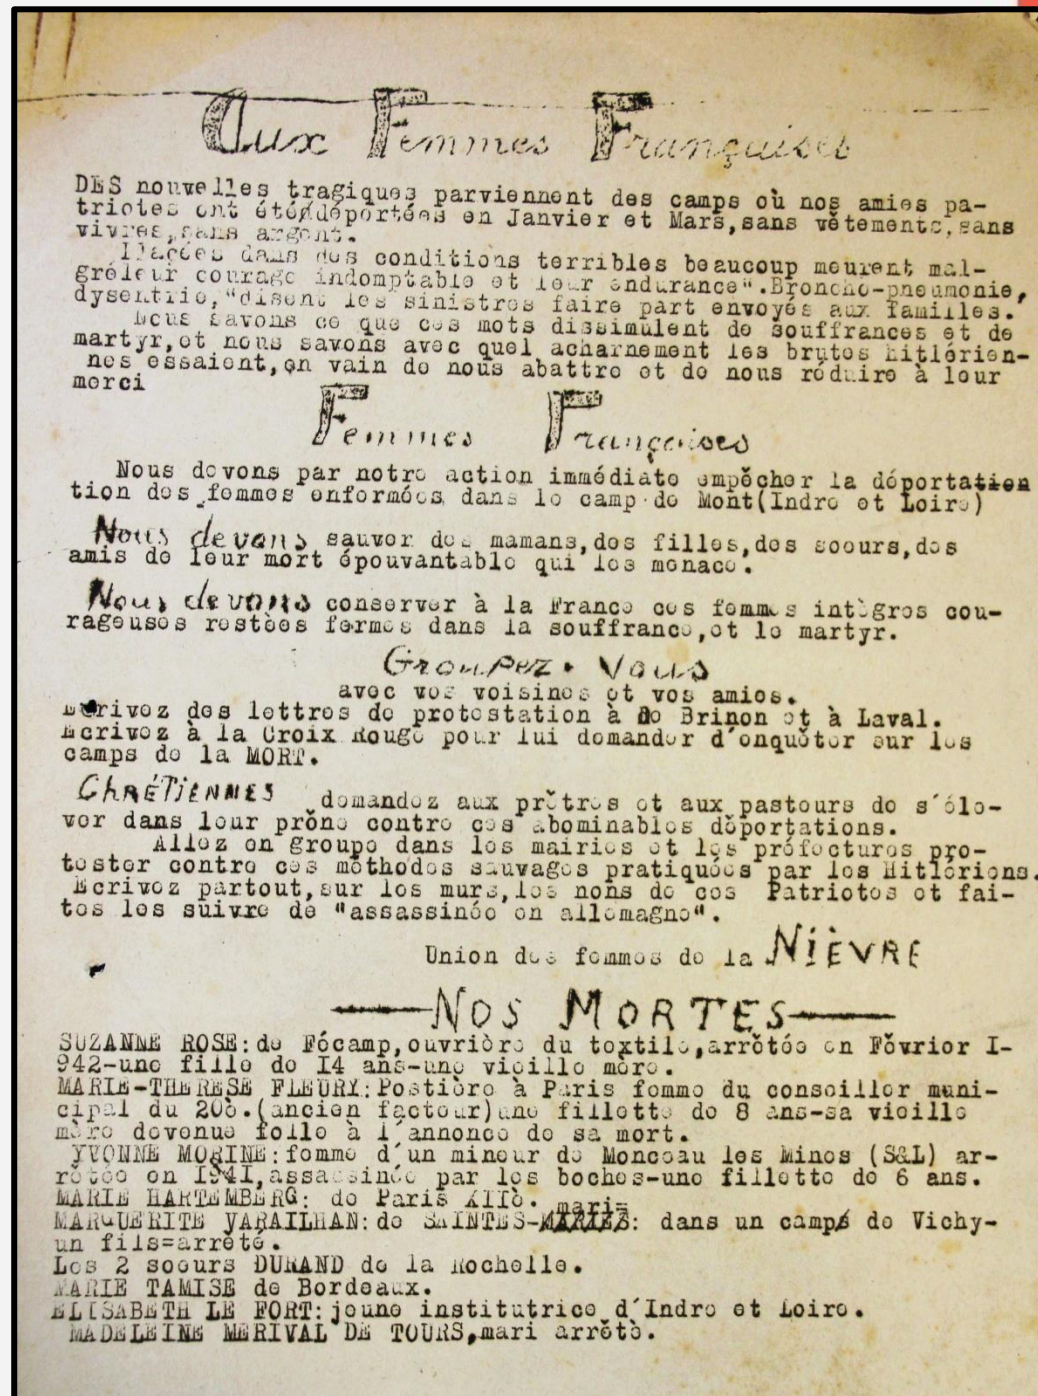 Aux Femmes Françaises
DES nouvelles tragiques parviennent des camps où nos amies pa-
triotes ont été déportées en Janvier et Mars,sans vêtements,sans
vivres,sans argent.
Placées dans des conditions terribles beaucoup meurent mal-
gréleur courage indomptable et leur endurance".Broncho-pneumonie,
dysentrie,"disent les sinistres faire part envoyés aux familles.
Nous savons ce que ces mots dissimulent de souffrances et de
martyr,et nous savons avec quel acharnement les brutes hitlérien-
nes essaient,en vain de nous abattre et de nous réduire à leur
merci
Femmes Françaises
Nous devons par notre action immédiate empêcher la déportation
tion des femmes enformées dans le camp de Mont(Indre et Loire)
Nous devons sauver des mamans,des filles,des soeurs,des
amis de leur mort épouvantable qui les menace.
Nous devons conserver à la France ces femmes intègres cou-
rageuses restèes fermes dans la souffrance,et le martyr.
Groupez-Vous
avec vos voisines et vos amies.
Ecrivez des lettres de protestation à de Brinon et à Laval.
Ecrivez à la Croix Rouge pour lui demander d'enquêter sur les
camps de la MORT.
CHRÉTIENNES demandez aux prêtres et aux pasteurs de s'éle-
ver dans leur prône contre ces abominables déportations.
Allez en groupe dans les mairies et les préfectures pro-
tester contre ces méthodes sauvages pratiquées par les Hitlériens.
Ecrivez partout,sur les murs,les nons de ces Patriotes et fai-
tes les suivre de "assassinée en allemagne".
Union des femmes de la NIÈVRE
NOS MORTES
SUZANNE ROSE:de Fécamp,ouvrière du textile,arrêtée en Février I-
942-une fille de I4 ans-une vieille mère.
MARIE-THERESE FLEURY:Postière à Paris femme du conseiller muni-
cipal du 20è.(ancien facteur)une fillette de 8 ans-sa vieille
mère devenue folle à l'annonce de sa mort.
YVONNE MORINE:femme d'un mineur de Monceau les Mines (S&L) ar-
rêtée en 1941,assassinée par les boches-une fillette de 6 ans.
MARIE HARTEMBERG: de Paris XIIè.
MARGUERITE VARAILHAN:de SAINTES-mari=: dans un camp de Vichy-
un fils=arrêté.
Les 2 soeurs DURAND de la Rochelle.
MARIE TAMISE de Bordeaux.
ELISABETH LE FORT:jeune institutrice d'Indre et Loire.
MADELEINE MERIVAL DE TOURS,mari arrêtè.